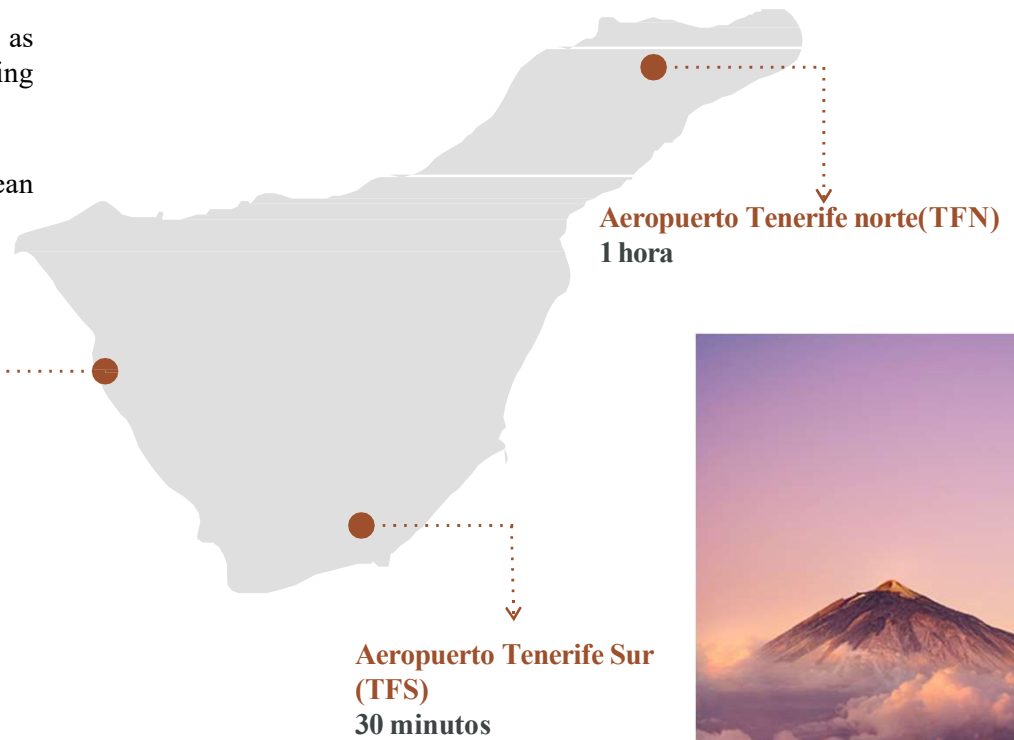 as
ing
ean
Aeropuerto Tenerife norte(TFN)
1 hora
Aeropuerto Tenerife Sur
(TFS)
30 minutos